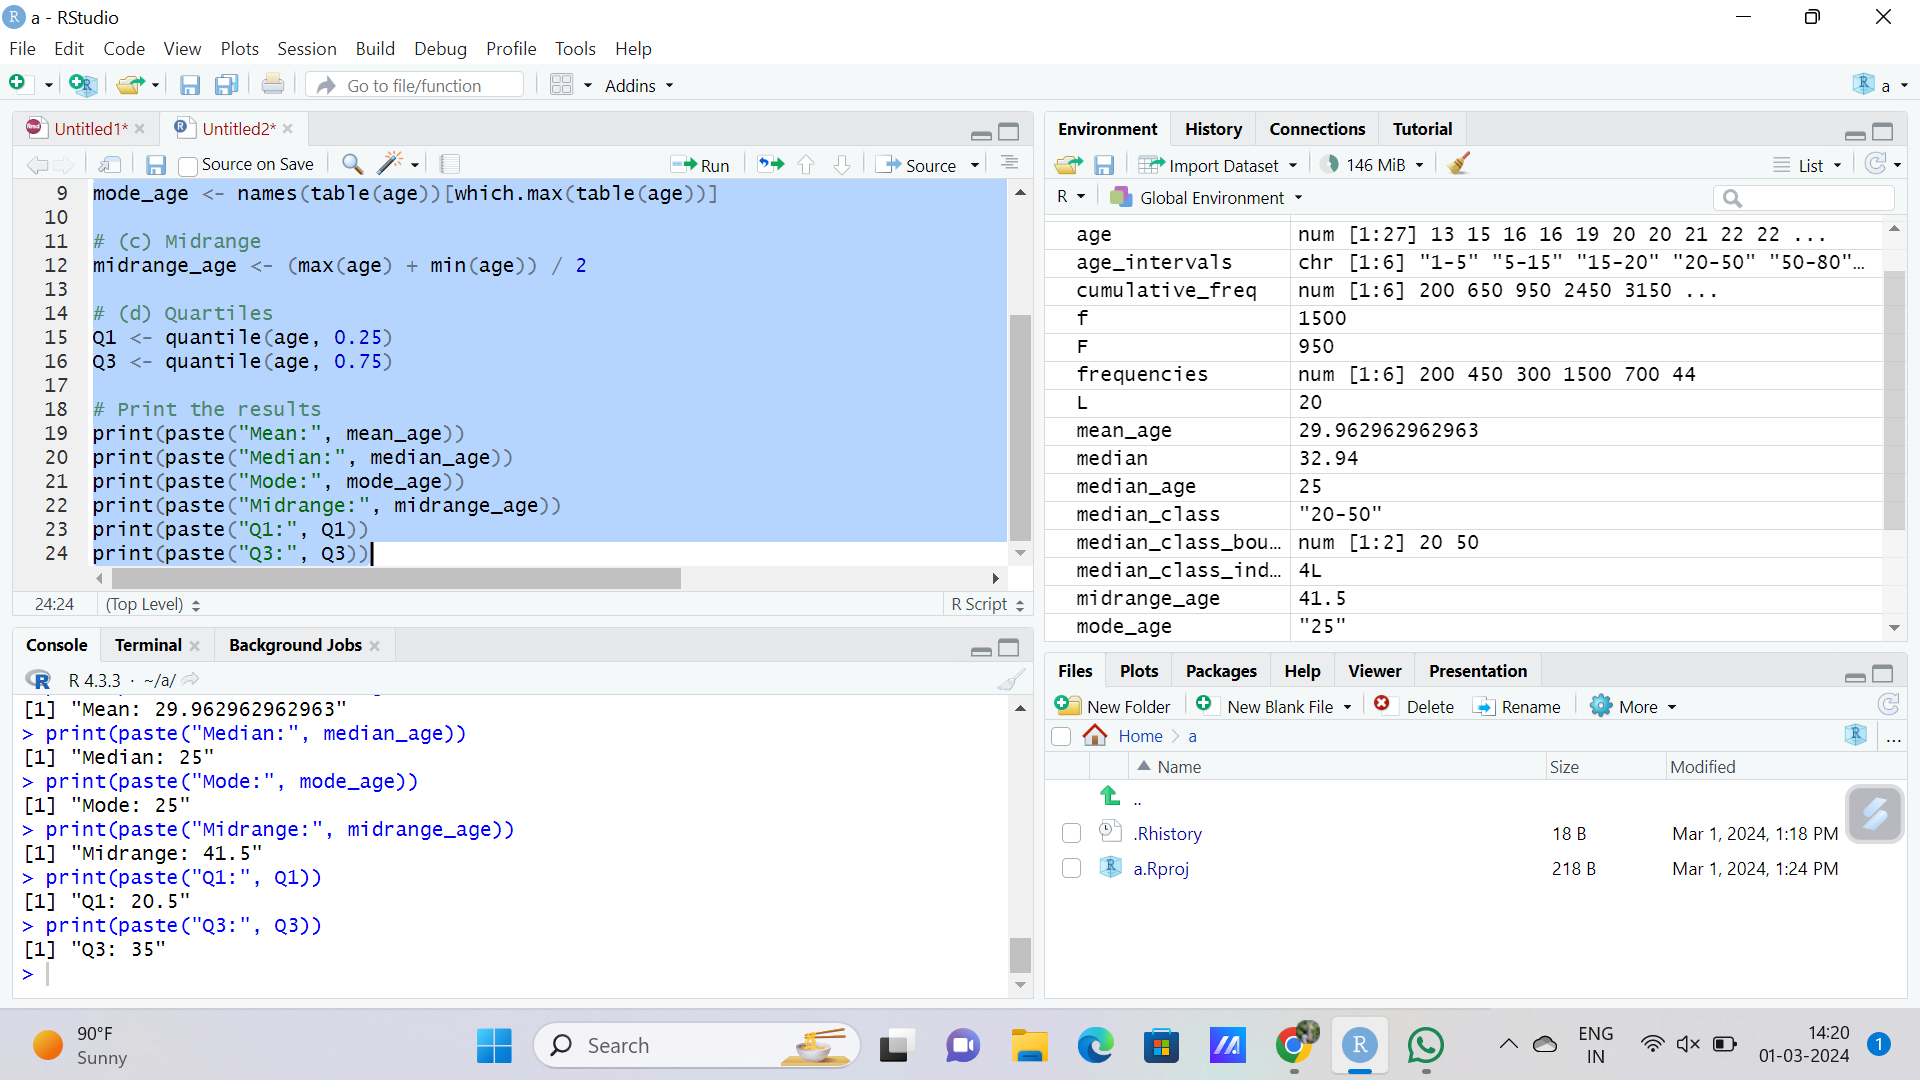 a - RStudio
File Edit Code View Plots Session Build Debug Profile Tools Help
Go to file/function Addins a
Untitled1* Untitled2*
Source on Save Run Source
9 mode_age <- names(table(age))[which.max(table(age))]
10
11 # (c) Midrange
12 midrange_age <- (max(age) + min(age)) / 2
13
14 # (d) Quartiles
15 Q1 <- quantile(age, 0.25)
16 Q3 <- quantile(age, 0.75)
17
18 # Print the results
19 print(paste("Mean:", mean_age))
20 print(paste("Median:", median_age))
21 print(paste("Mode:", mode_age))
22 print(paste("Midrange:", midrange_age))
23 print(paste("Q1:", Q1))
24 print(paste("Q3:", Q3))
24:24 (Top Level) R Script
Console Terminal Background Jobs
R 4.3.3 · ~/a/
[1] "Mean: 29.962962962963"
> print(paste("Median:", median_age))
[1] "Median: 25"
> print(paste("Mode:", mode_age))
[1] "Mode: 25"
> print(paste("Midrange:", midrange_age))
[1] "Midrange: 41.5"
> print(paste("Q1:", Q1))
[1] "Q1: 20.5"
> print(paste("Q3:", Q3))
[1] "Q3: 35"
>
Environment History Connections Tutorial
Import Dataset 146 MiB List
R Global Environment
age num [1:27] 13 15 16 16 19 20 20 21 22 22 ...
age_intervals chr [1:6] "1-5" "5-15" "15-20" "20-50" "50-80"…
cumulative_freq num [1:6] 200 650 950 2450 3150 ...
f 1500
F 950
frequencies num [1:6] 200 450 300 1500 700 44
L 20
mean_age 29.962962962963
median 32.94
median_age 25
median_class "20-50"
median_class_bou… num [1:2] 20 50
median_class_ind… 4L
midrange_age 41.5
mode_age "25"
Files Plots Packages Help Viewer Presentation
New Folder New Blank File Delete Rename More
Home a ...
Name Size Modified
..
.Rhistory 18 B Mar 1, 2024, 1:18 PM
a.Rproj 218 B Mar 1, 2024, 1:24 PM
90°F
Sunny
Search
ENG
IN
14:20
01-03-2024
1